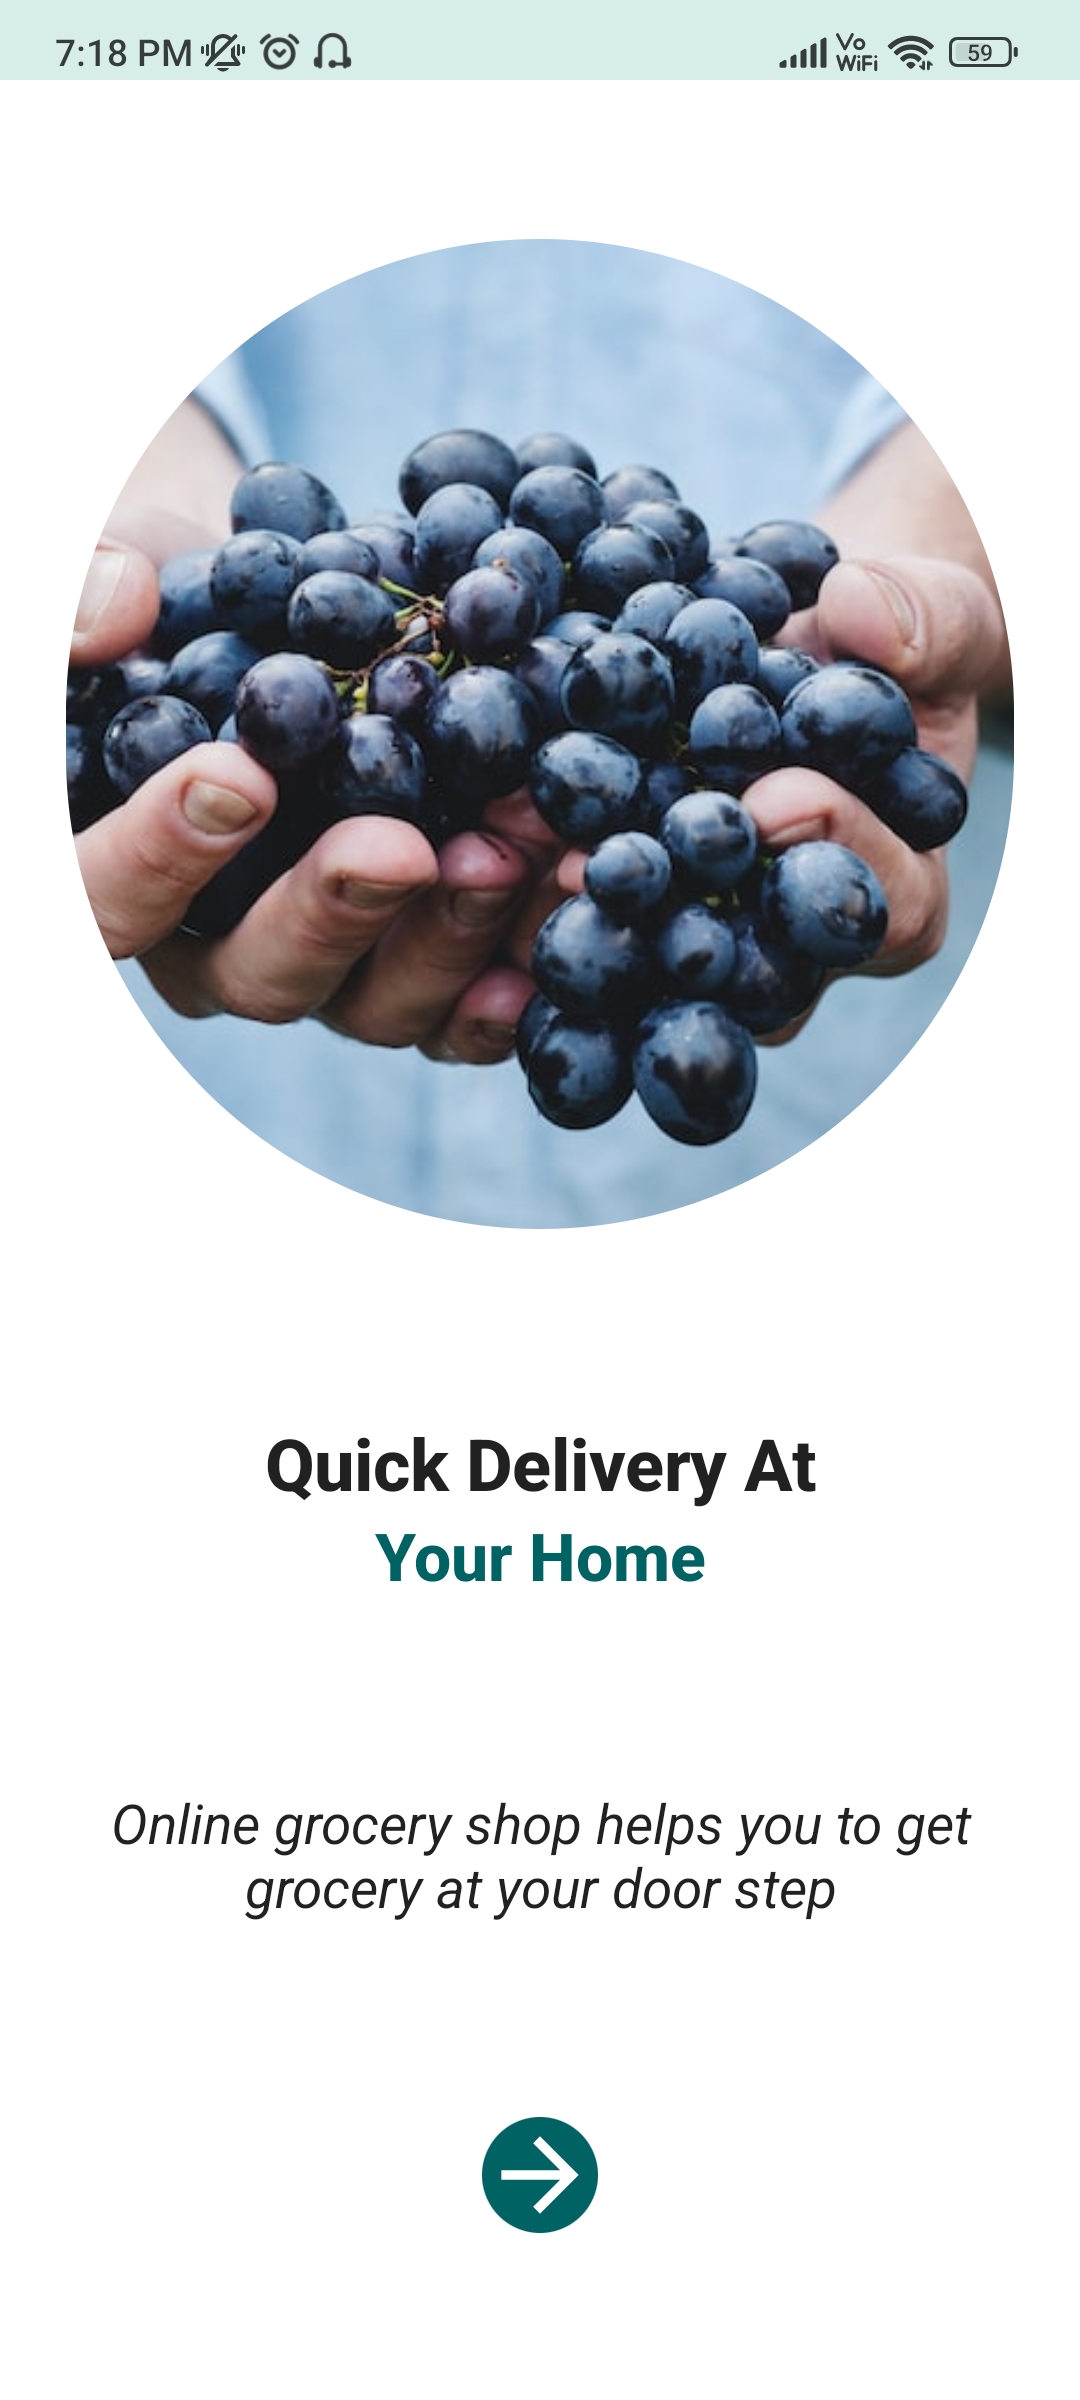 7:18 PM
Vo
WiFi
59
Quick Delivery At
Your Home
Online grocery shop helps you to get
grocery at your door step